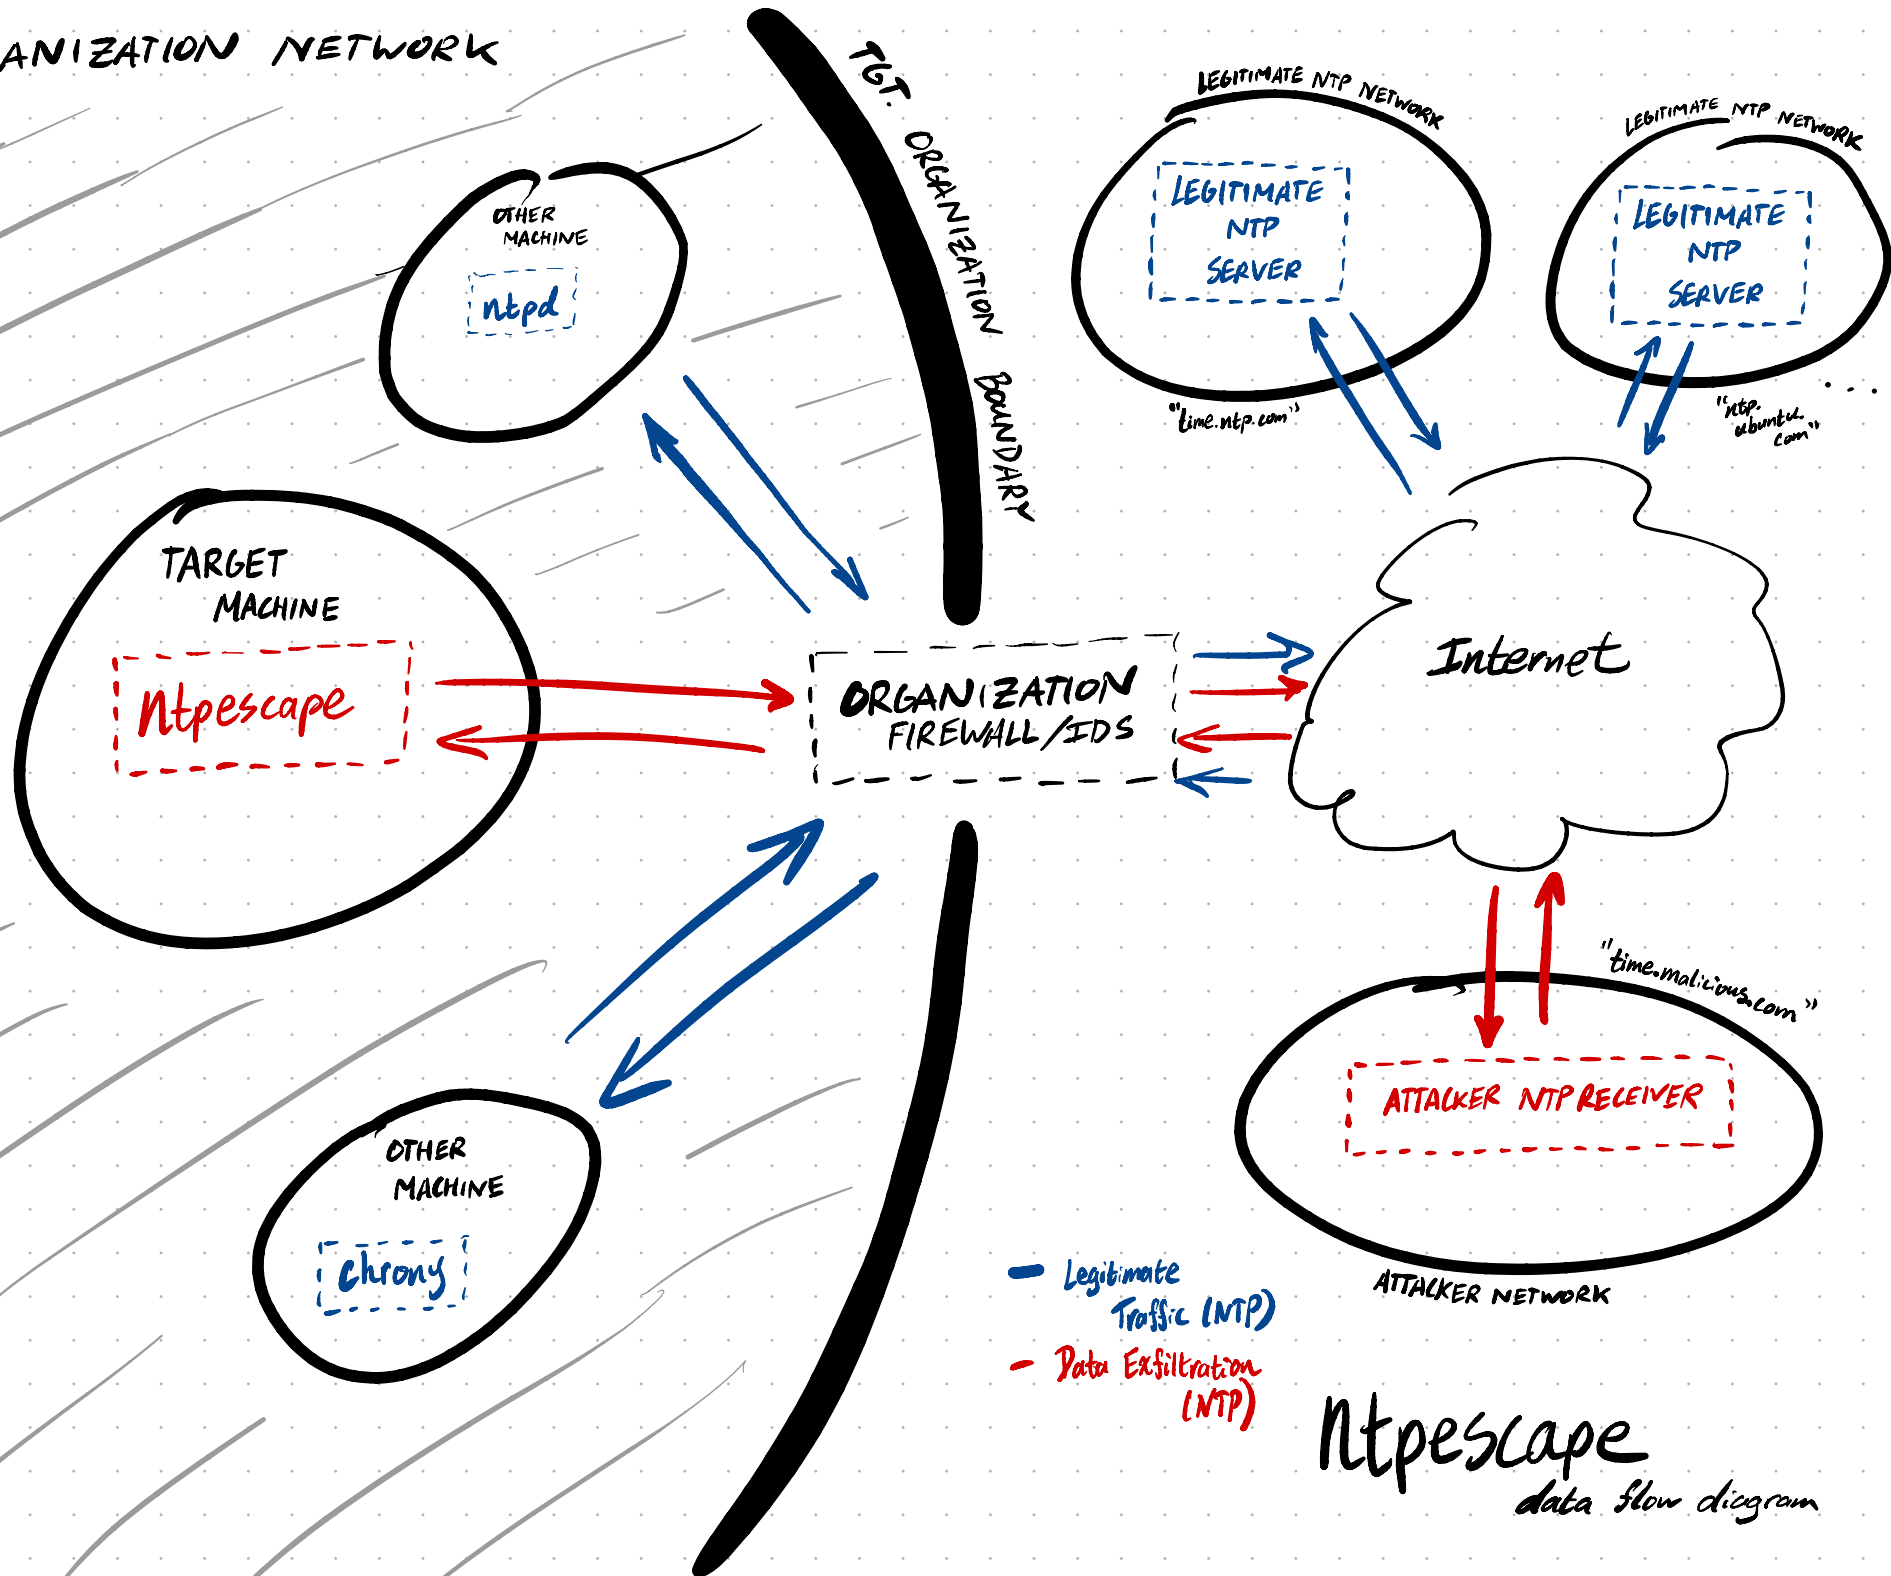 ANIZATION NETWORK
TGT. ORGANIZATION BOUNDARY
OTHER
MACHINE
ntpd
TARGET
MACHINE
ntpescape
OTHER
MACHINE
chrony
ORGANIZATION
FIREWALL/IDS
LEGITIMATE NTP NETWORK
LEGITIMATE
NTP
SERVER
"time.ntp.com"
LEGITIMATE NTP NETWORK
LEGITIMATE
NTP
SERVER
"ntp.
ubuntu.
com"
....
Internet
"time.malicious.com"
ATTACKER NTP RECEIVER
ATTACKER NETWORK
Legitimate
Traffic (NTP)
Data Exfiltration
(NTP)
ntpescape
data flow diagram